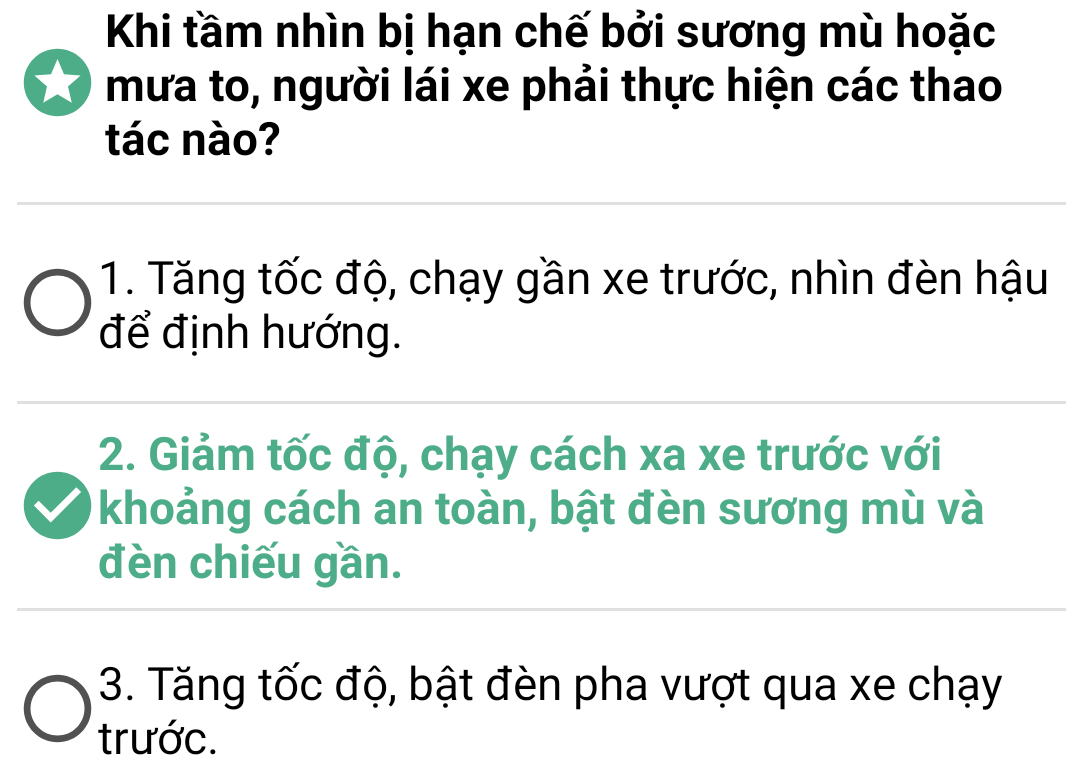 Khi tầm nhìn bị hạn chế bởi sương mù hoặc
mưa to, người lái xe phải thực hiện các thao
tác nào?
1. Tăng tốc độ, chạy gần xe trước, nhìn đèn hậu
để định hướng.
2. Giảm tốc độ, chạy cách xa xe trước với
khoảng cách an toàn, bật đèn sương mù và
đèn chiếu gần.
3. Tăng tốc độ, bật đèn pha vượt qua xe chạy
trước.